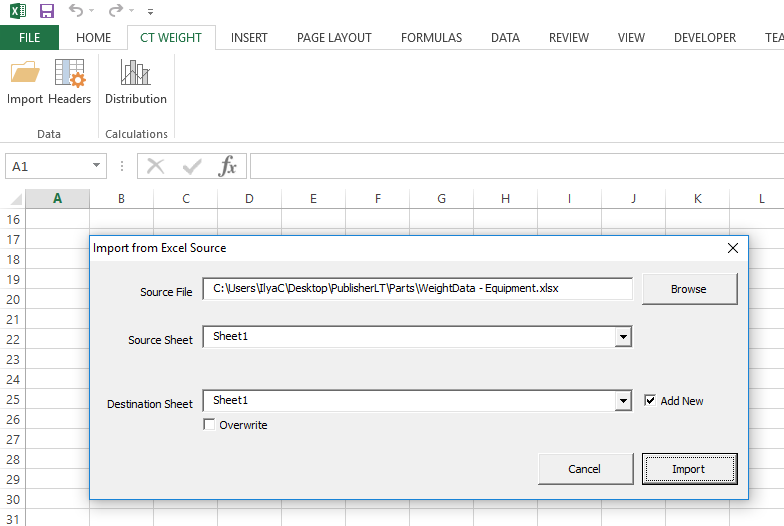 FILE HOME CT WEIGHT INSERT PAGE LAYOUT FORMULAS DATA REVIEW VIEW DEVELOPER TEA
Import Headers Distribution
Data Calculations
A1 fx
A B C D E F G H I J K L
16
17
Import from Excel Source
18
19
Source File C:\Users\IlyaC\Desktop\PublisherLT\Parts\WeightData - Equipment.xlsx Browse
20
21
22
Source Sheet Sheet1
23
24
25
Destination Sheet Sheet1 Add New
26
Overwrite
27
28
Cancel Import
29
30
31